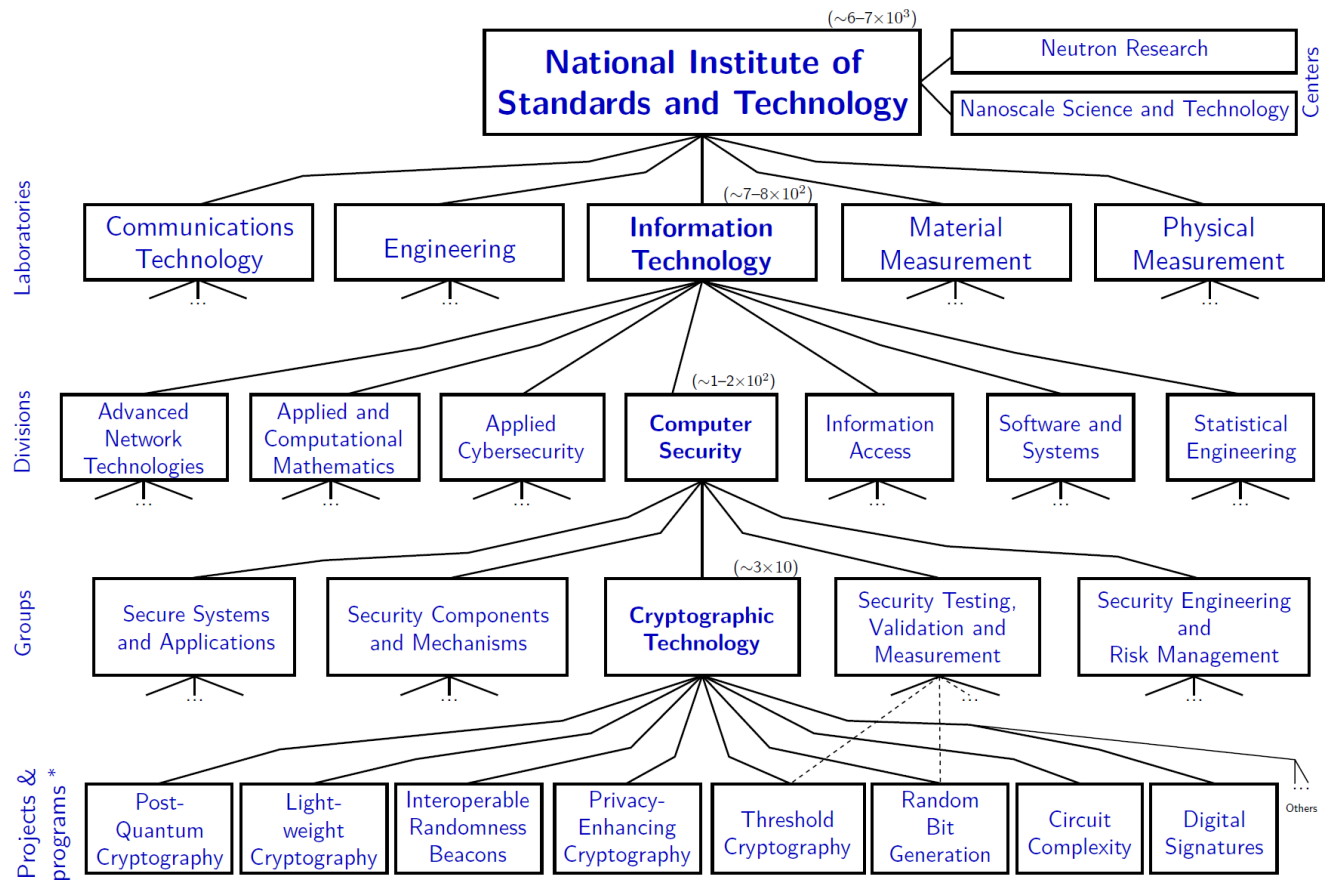 (∼6–7×10³)
National Institute of
Standards and Technology
Neutron Research
Nanoscale Science and Technology
Centers
Laboratories
Communications
Technology
Engineering
(∼7–8×10²)
Information
Technology
Material
Measurement
Physical
Measurement
...
...
...
...
Divisions
Advanced
Network
Technologies
Applied and
Computational
Mathematics
Applied
Cybersecurity
(∼1–2×10²)
Computer
Security
Information
Access
Software and
Systems
Statistical
Engineering
...
...
...
...
...
...
Groups
Secure Systems
and Applications
Security Components
and Mechanisms
(∼3×10)
Cryptographic
Technology
Security Testing,
Validation and
Measurement
Security Engineering
and
Risk Management
...
...
...
...
Projects &
programs *
Post-
Quantum
Cryptography
Light-
weight
Cryptography
Interoperable
Randomness
Beacons
Privacy-
Enhancing
Cryptography
Threshold
Cryptography
Random
Bit
Generation
Circuit
Complexity
Digital
Signatures
...
Others